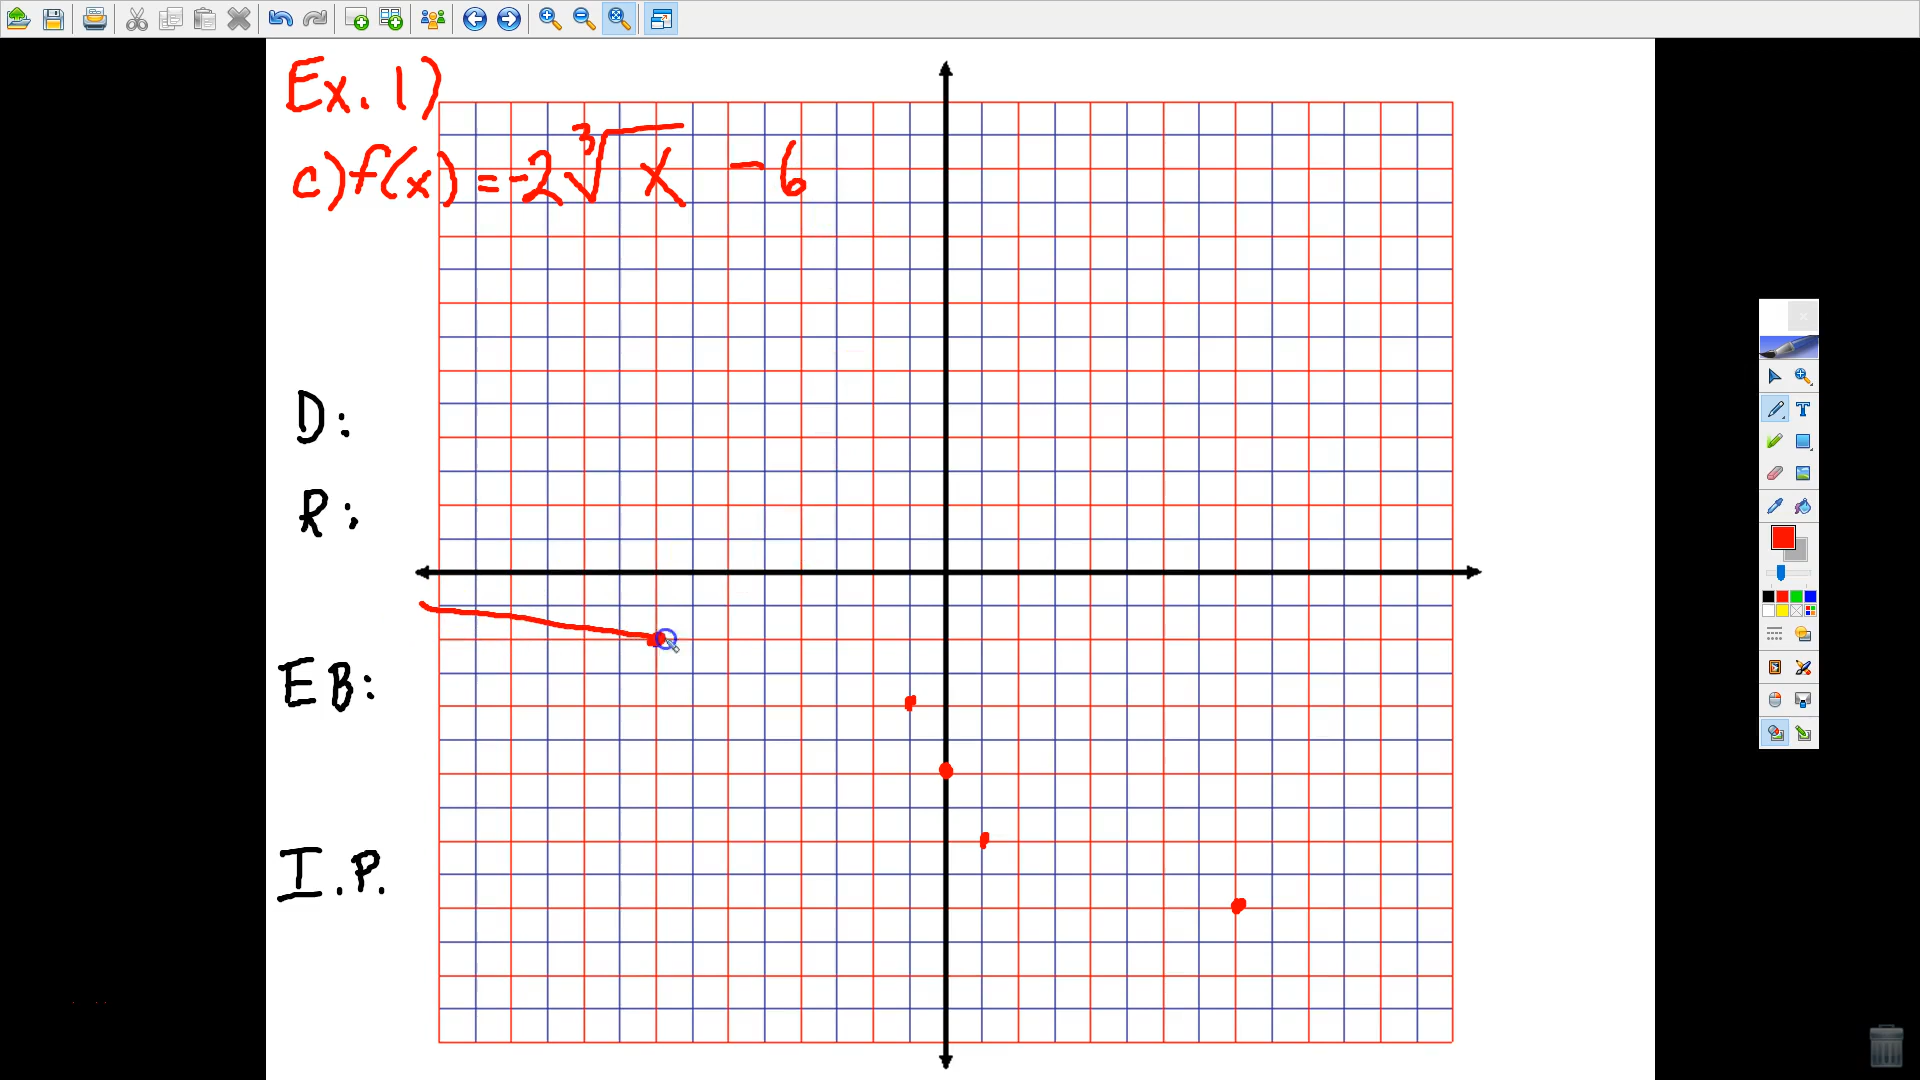 Ex. 1)
c) f(x) = -2∛x - 6
D:
R:
EB:
I.P.
T